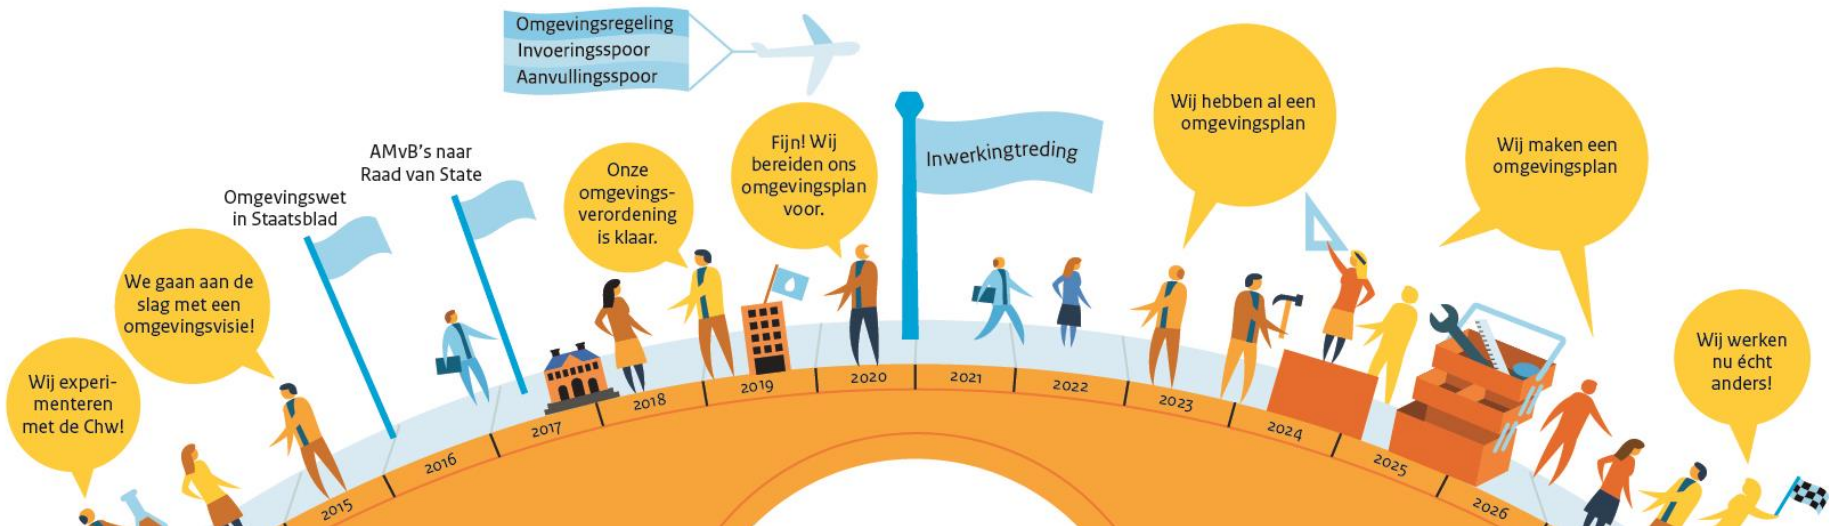 Omgevingsregeling
Invoeringsspoor
Aanvullingsspoor
Wij experi-
menteren
met de Chw!
We gaan aan de
slag met een
omgevingsvisie!
Omgevingswet
in Staatsblad
AMvB's naar
Raad van State
Onze
omgevings-
verordening
is klaar.
Fijn! Wij
bereiden ons
omgevingsplan
voor.
Inwerkingtreding
Wij hebben al een
omgevingsplan
Wij maken een
omgevingsplan
Wij werken
nu écht
anders!
2015
2016
2017
2018
2019
2020
2021
2022
2023
2024
2025
2026